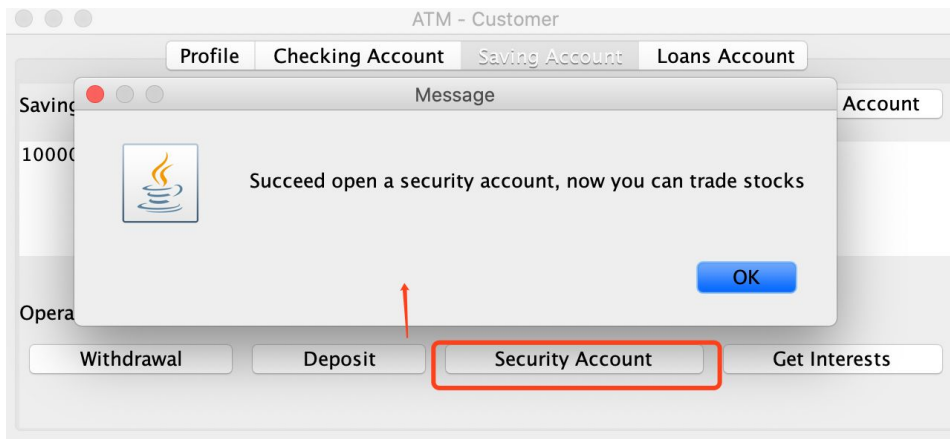 ATM - Customer
Profile Checking Account Saving Account Loans Account
Message
Saving Account
10000
Succeed open a security account, now you can trade stocks
OK
Opera
Withdrawal Deposit Security Account Get Interests